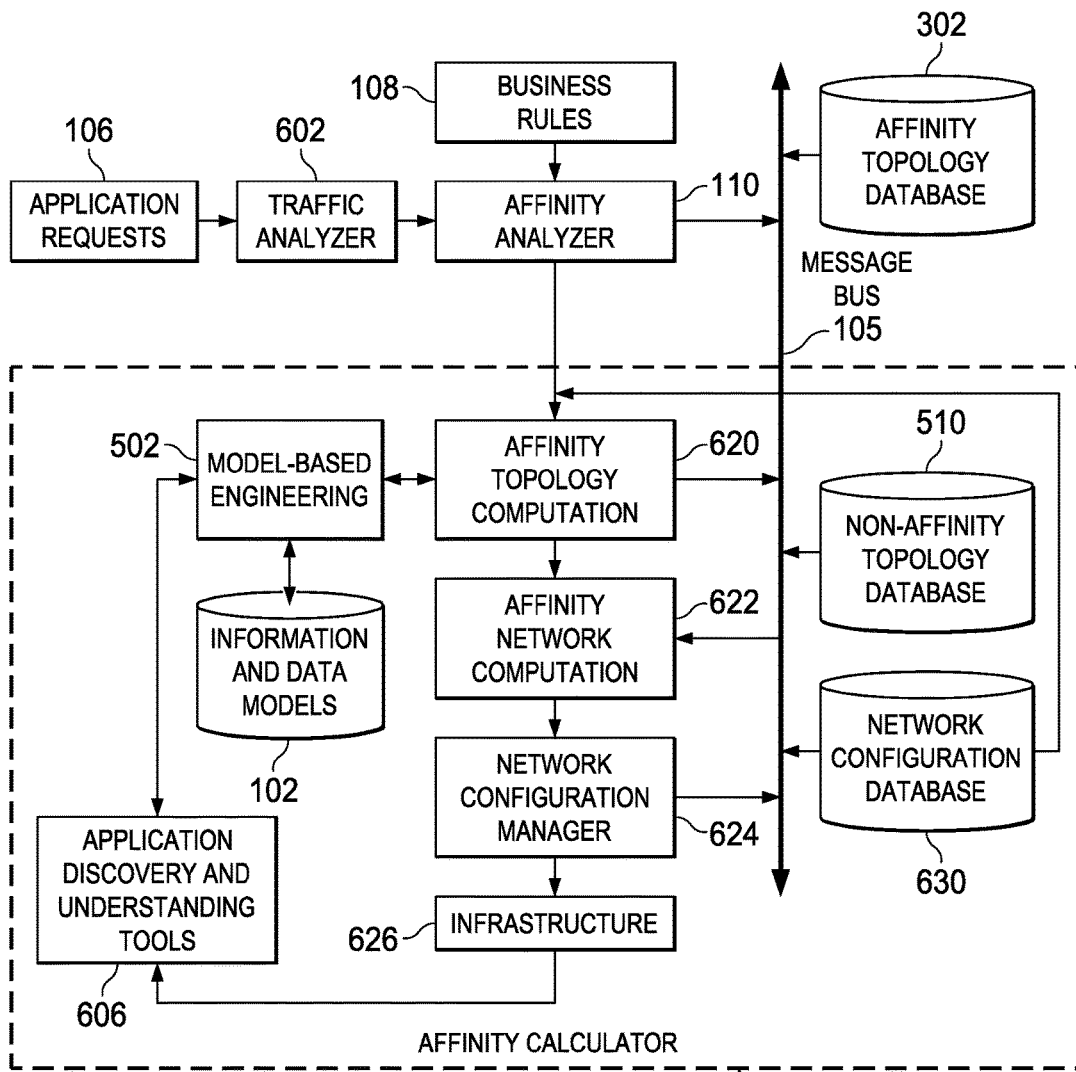 302
108
BUSINESS
RULES
106
602
110
AFFINITY
TOPOLOGY
DATABASE
APPLICATION
REQUESTS
TRAFFIC
ANALYZER
AFFINITY
ANALYZER
MESSAGE
BUS
105
502
MODEL-BASED
ENGINEERING
AFFINITY
TOPOLOGY
COMPUTATION
620
510
NON-AFFINITY
TOPOLOGY
DATABASE
INFORMATION
AND DATA
MODELS
102
AFFINITY
NETWORK
COMPUTATION
622
NETWORK
CONFIGURATION
MANAGER
624
NETWORK
CONFIGURATION
DATABASE
630
APPLICATION
DISCOVERY AND
UNDERSTANDING
TOOLS
606
626
INFRASTRUCTURE
AFFINITY CALCULATOR